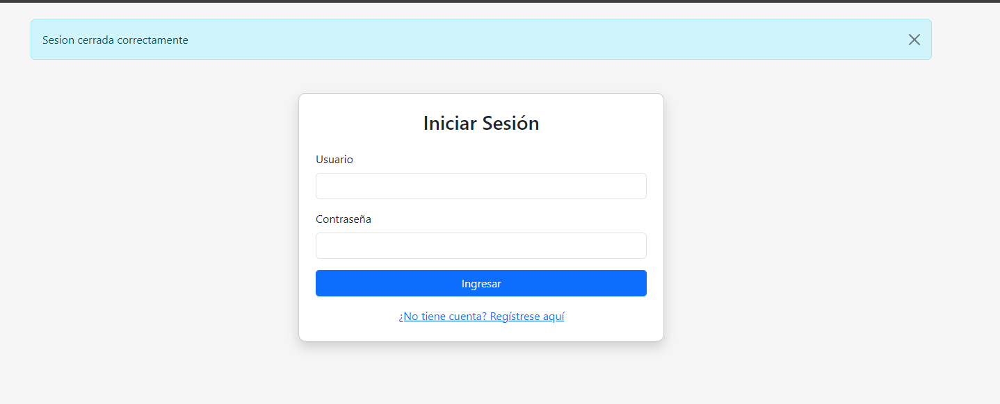 Sesion cerrada correctamente
Iniciar Sesión
Usuario
Contraseña
Ingresar
¿No tiene cuenta? Regístrese aquí